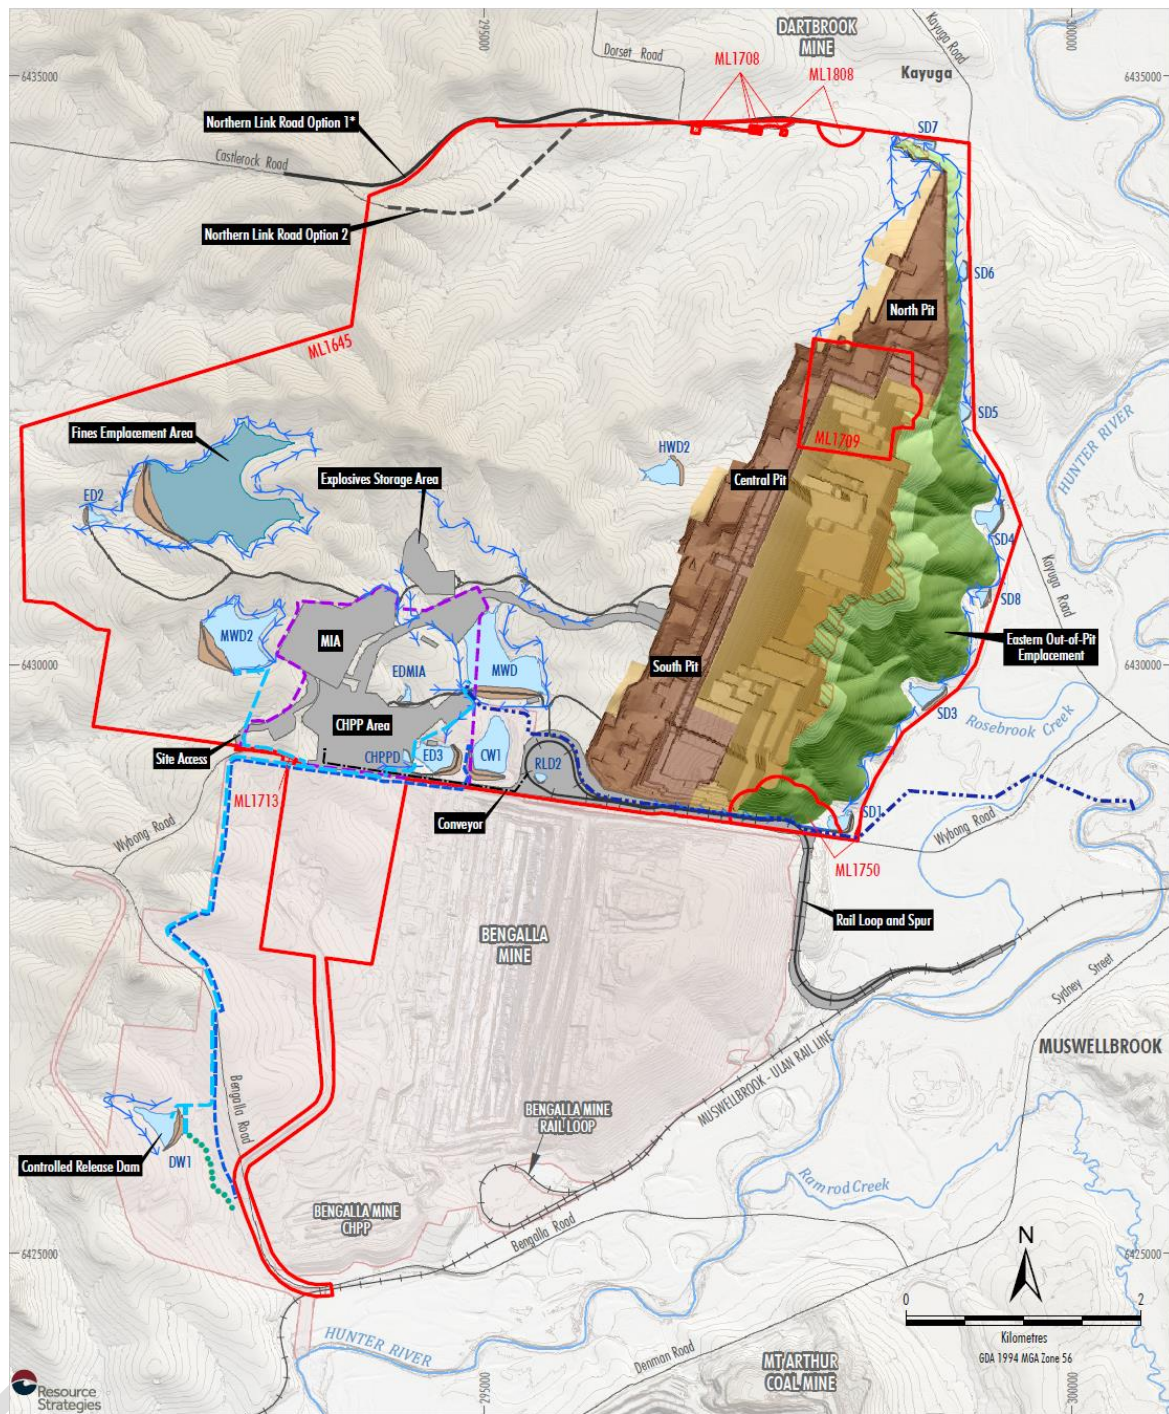 295000
300000
DARTBROOK
MINE
Kayuga Road
Dorset Road
ML1708
ML1808
Kayuga
6435000
6435000
Northern Link Road Option 1*
SD7
Castlerock Road
Northern Link Road Option 2
SD6
North Pit
ML1645
SD5
HUNTER RIVER
Fines Emplacement Area
ML1709
HWD2
Explosives Storage Area
Central Pit
ED2
SD4
Kayuga Road
SD8
MWD2
MIA
Eastern Out-of-Pit
Emplacement
6430000
6430000
EDMIA
MWD
South Pit
SD3
Rosebrook Creek
CHPP Area
Site Access
CHPPD
ED3
CW1
RLD2
ML1713
Conveyor
SD1
Wybong Road
Wybong Road
ML1750
Rail Loop and Spur
BENGALLA
MINE
Sydney Street
MUSWELLBROOK
MUSWELLBROOK - ULAN RAIL LINE
Bengalla Road
BENGALLA MINE
RAIL LOOP
Controlled Release Dam
DW1
Ramrod Creek
BENGALLA MINE
CHPP
Bengalla Road
N
6425000
6425000
0
2
Kilometres
GDA 1994 MGA Zone 56
HUNTER RIVER
Denman Road
MT ARTHUR
COAL MINE
Resource
Strategies
295000
300000